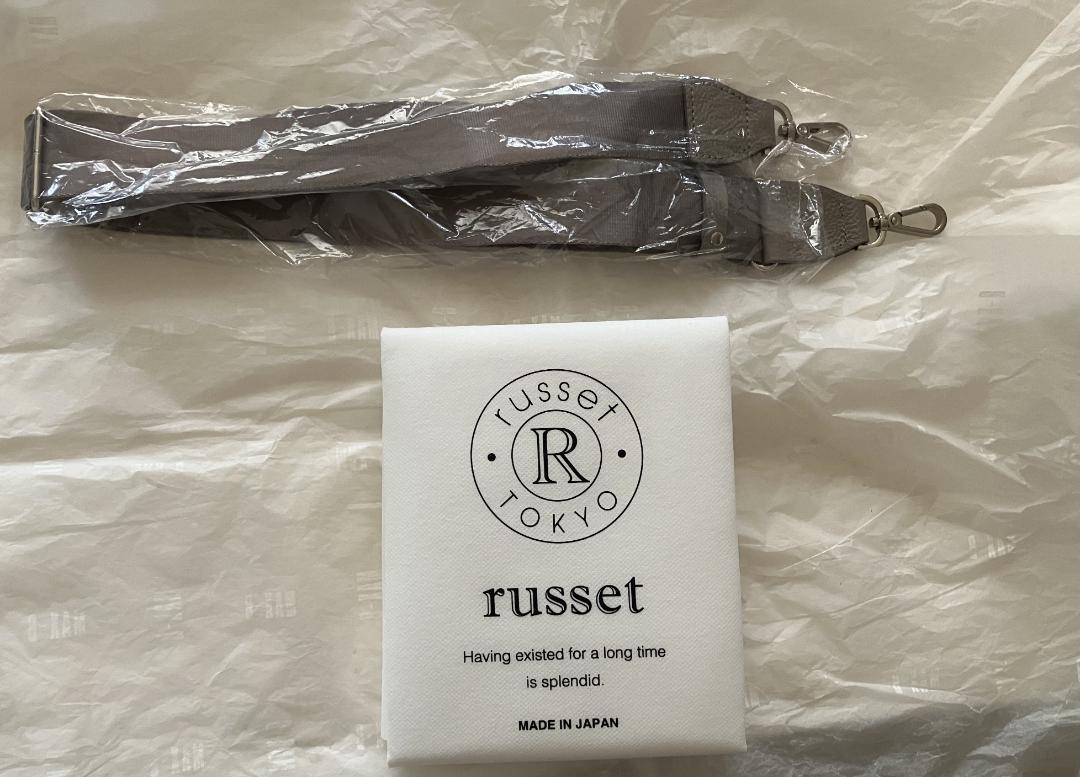 russet
R
TOKYO
russet
Having existed for a long time
is splendid.
MADE IN JAPAN